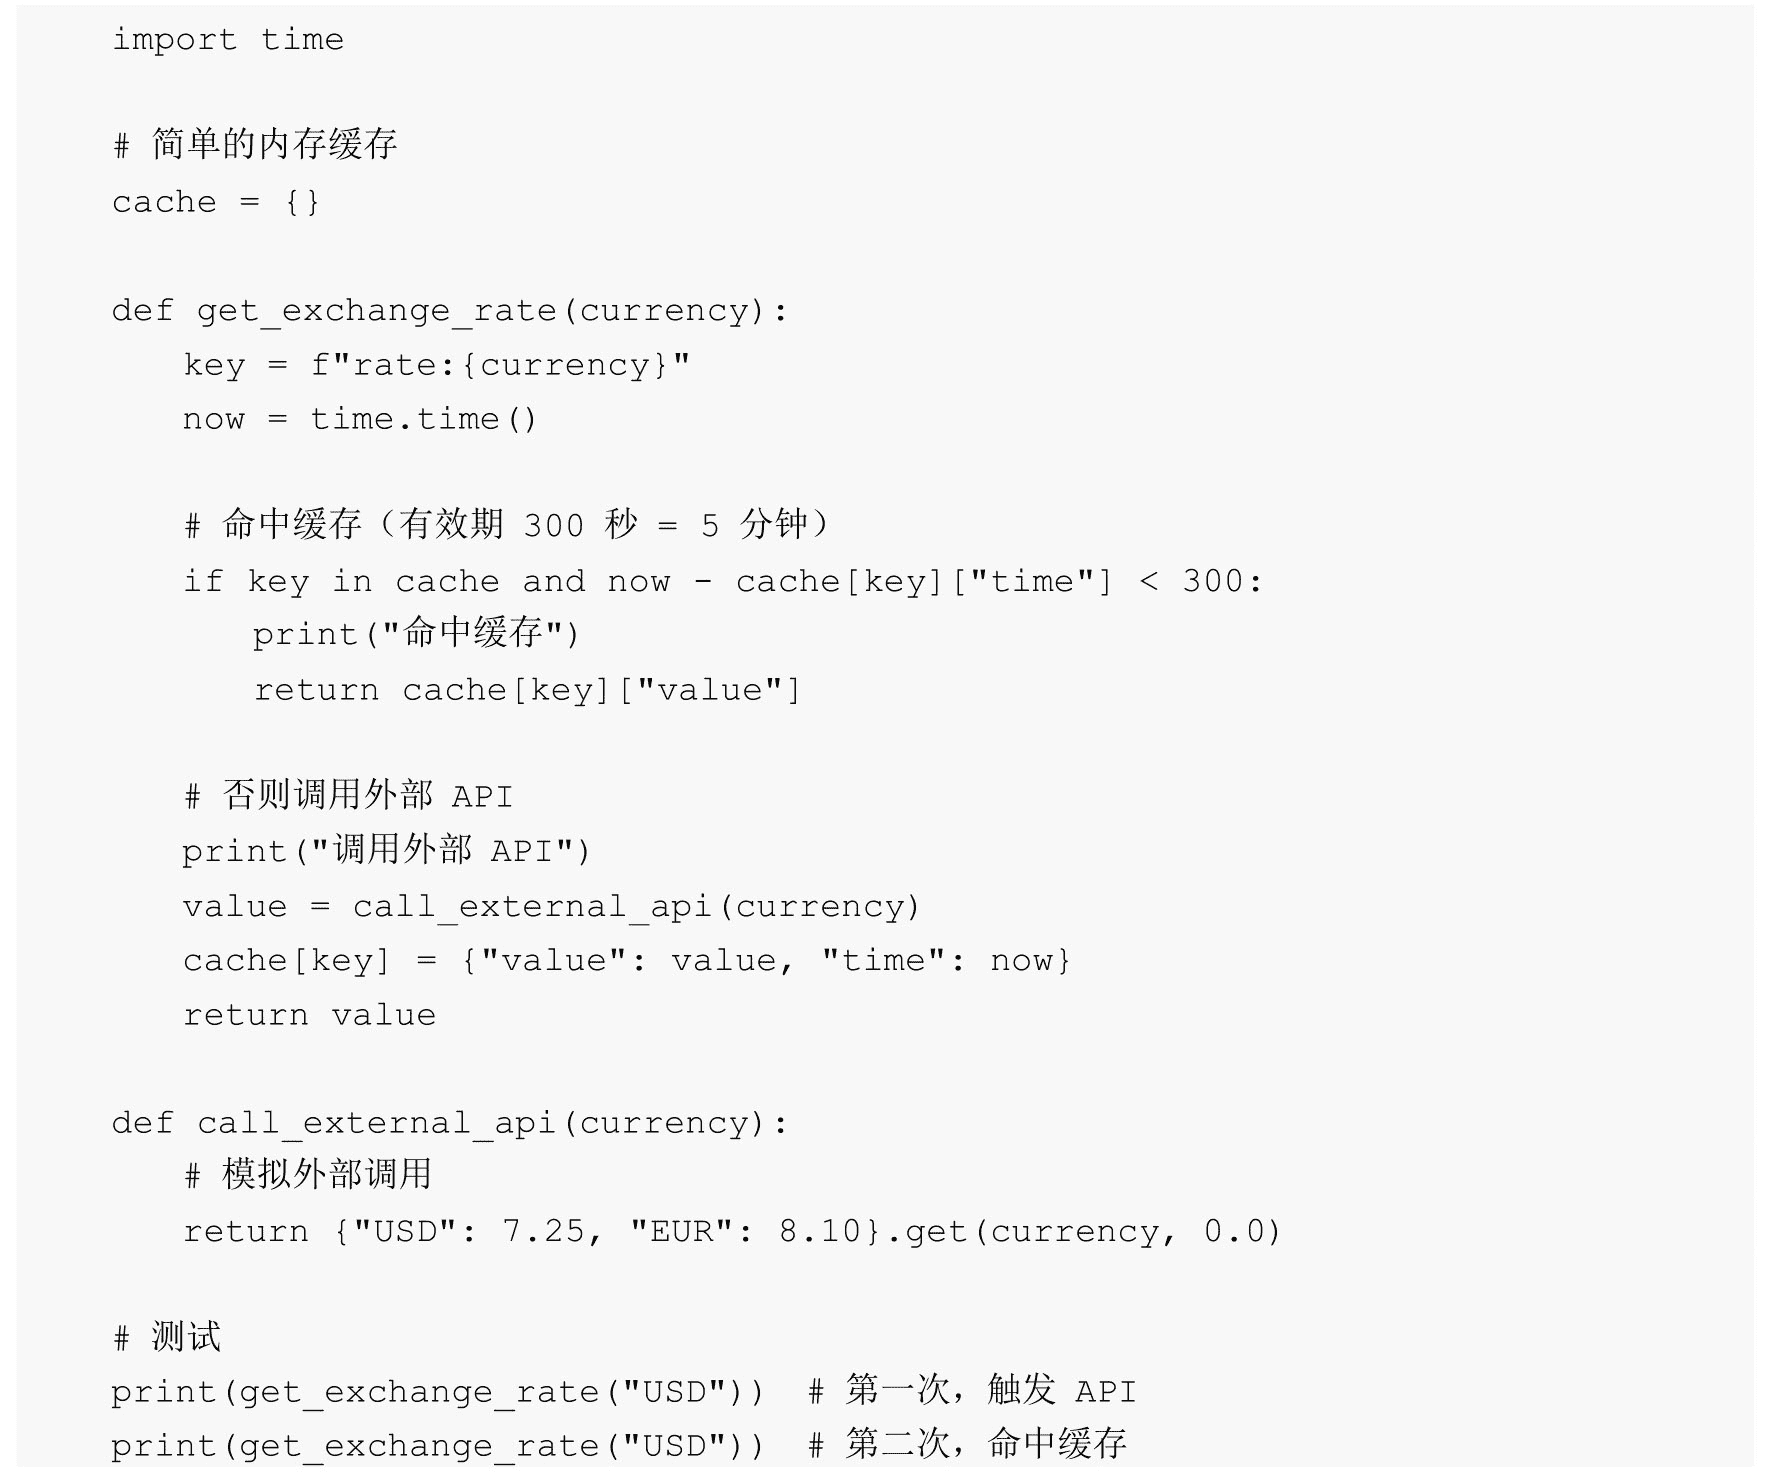 import time
# 简单的内存缓存
cache = {}
def get_exchange_rate(currency):
    key = f"rate:{currency}"
    now = time.time()
    # 命中缓存（有效期 300 秒 = 5 分钟）
    if key in cache and now - cache[key]["time"] < 300:
        print("命中缓存")
        return cache[key]["value"]
    # 否则调用外部 API
    print("调用外部 API")
    value = call_external_api(currency)
    cache[key] = {"value": value, "time": now}
    return value
def call_external_api(currency):
    # 模拟外部调用
    return {"USD": 7.25, "EUR": 8.10}.get(currency, 0.0)
# 测试
print(get_exchange_rate("USD"))  # 第一次，触发 API
print(get_exchange_rate("USD"))  # 第二次，命中缓存